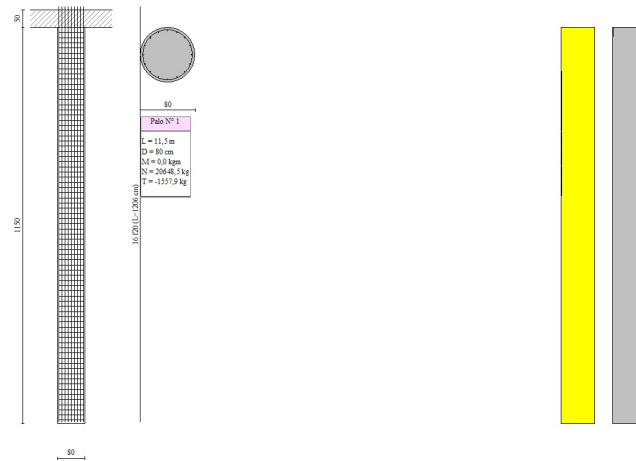 50
80
Palo N° 1
L = 11,5 m
D = 80 cm
M = 0,0 kgm
N = 20648,5 kg
T = -1557,9 kg
1150
16 f20 (L=1206 cm)
80